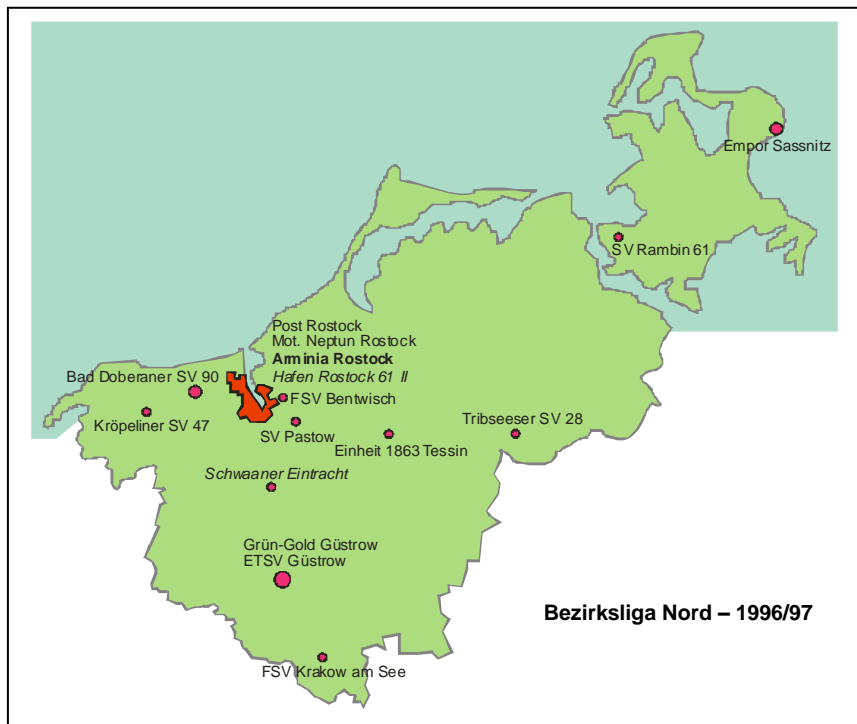 Empor Sassnitz
SV Rambin 61
Post Rostock
Mot. Neptun Rostock
Arminia Rostock
Hafen Rostock 61 II
Bad Doberaner SV 90
FSV Bentwisch
Kröpeliner SV 47
SV Pastow
Tribseeser SV 28
Einheit 1863 Tessin
Schwaaner Eintracht
Grün-Gold Güstrow
ETSV Güstrow
Bezirksliga Nord – 1996/97
FSV Krakow am See